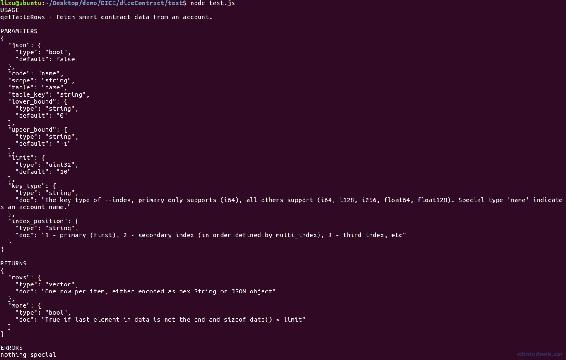 lixu@ubuntu:~/Desktop/demo/DICE/diceContract/test$ node test.js
USAGE
getTableRows - Fetch smart contract data from an account.
PARAMETERS
{
"json": {
"type": "bool",
"default": false
},
"code": "name",
"scope": "string",
"table": "name",
"table_key": "string",
"lower_bound": {
"type": "string",
"default": "0"
},
"upper_bound": {
"type": "string",
"default": "-1"
},
"limit": {
"type": "uint32",
"default": "10"
},
"key_type": {
"type": "string",
"doc": "The key type of --index, primary only supports (i64), all others support (i64, i128, i256, float64, float128). Special type 'name' indicate
s an account name."
},
"index_position": {
"type": "string",
"doc": "1 - primary (first), 2 - secondary index (in order defined by multi_index), 3 - third index, etc"
}
}
RETURNS
{
"rows": {
"type": "vector",
"doc": "One row per item, either encoded as hex String or JSON object"
},
"more": {
"type": "bool",
"doc": "True if last element in data is not the end and sizeof data() < limit"
}
}
ERRORS
nothing special